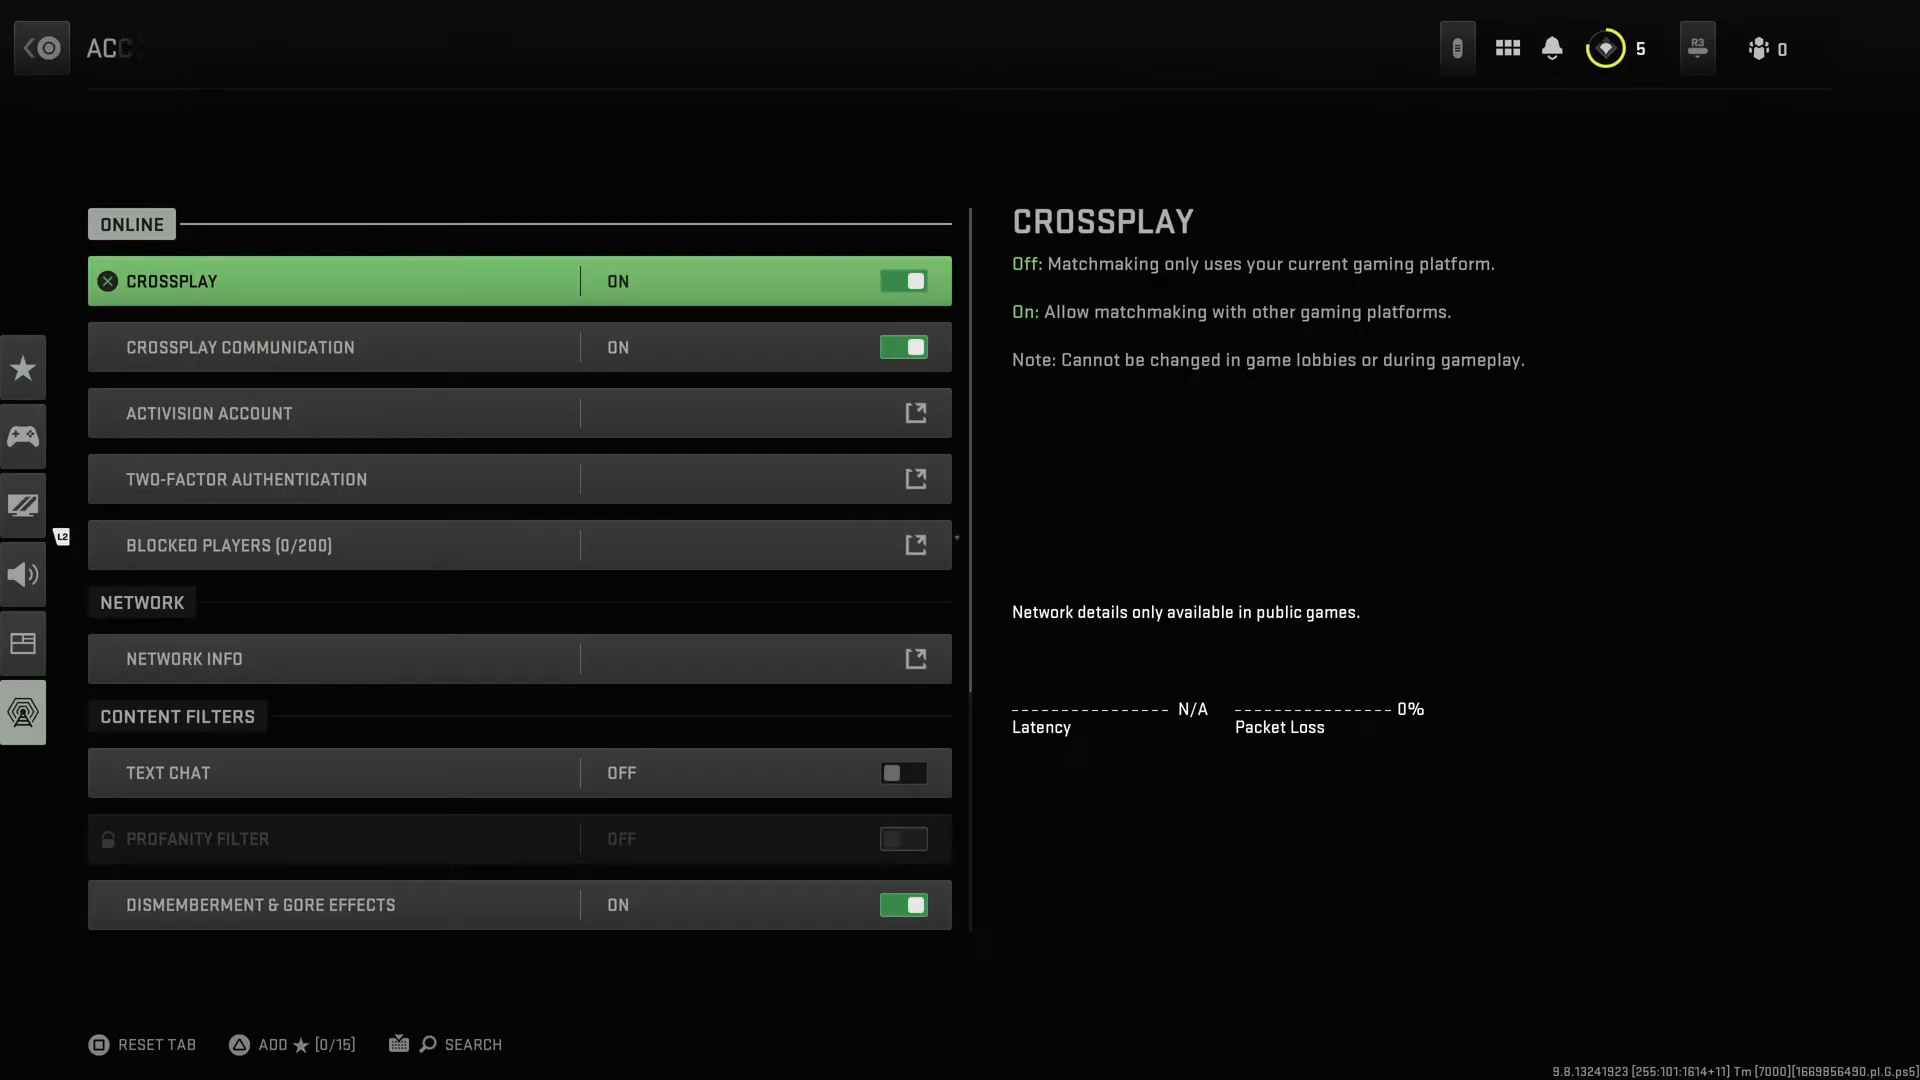 ACC
R3
5
0
ONLINE
CROSSPLAY ON
CROSSPLAY COMMUNICATION ON
ACTIVISION ACCOUNT
TWO-FACTOR AUTHENTICATION
L2
BLOCKED PLAYERS (0/200)
NETWORK
NETWORK INFO
CONTENT FILTERS
TEXT CHAT OFF
PROFANITY FILTER OFF
DISMEMBERMENT & GORE EFFECTS ON
CROSSPLAY
Off: Matchmaking only uses your current gaming platform.
On: Allow matchmaking with other gaming platforms.
Note: Cannot be changed in game lobbies or during gameplay.
Network details only available in public games.
N/A
Latency
0%
Packet Loss
RESET TAB
ADD ★ [0/15]
SEARCH
9.8.13241923 [255:101:1614+11] Tm [7000][1669856490.pl.G.ps5]